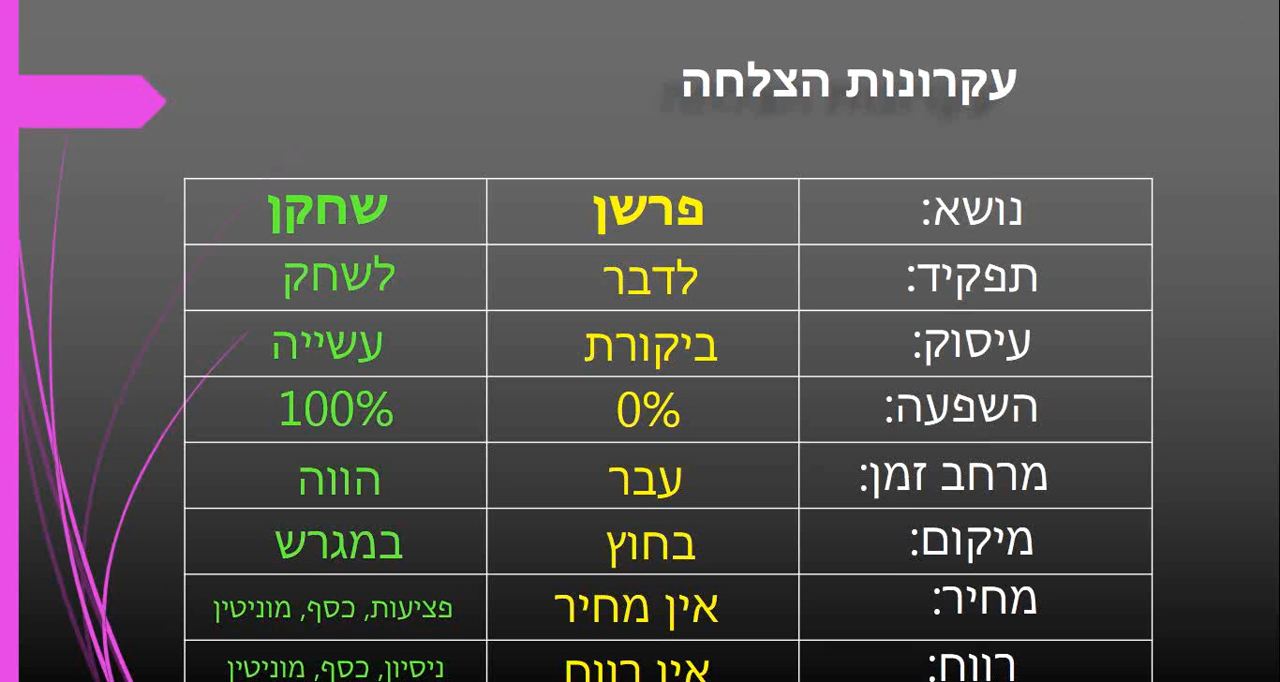 עקרונות הצלחה
נושא: פרשן שחקן
תפקיד: לדבר לשחק
עיסוק: ביקורת עשייה
השפעה: 0% 100%
מרחב זמן: עבר הווה
מיקום: בחוץ במגרש
מחיר: אין מחיר פציעות, כסף, מוניטין
רווח: אין רווח ניסיון, כסף, מוניטין